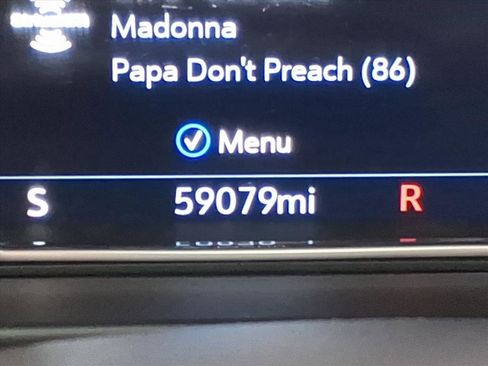 Madonna
Papa Don't Preach (86)
Menu
S 59079mi R